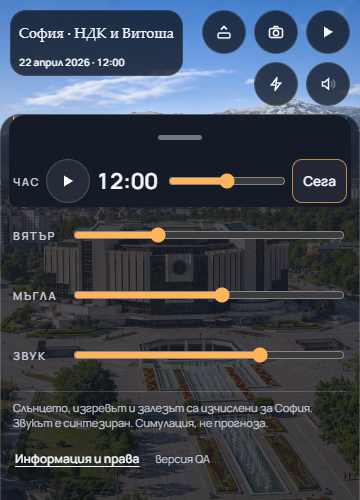 София · НДК и Витоша
22 април 2026 · 12:00
ЧАС
12:00
Сега
ВЯТЪР
МЪГЛА
ЗВУК
Слънцето, изгревът и залезът са изчислени за София.
Звукът е синтезиран. Симулация, не прогноза.
Информация и права версия QA